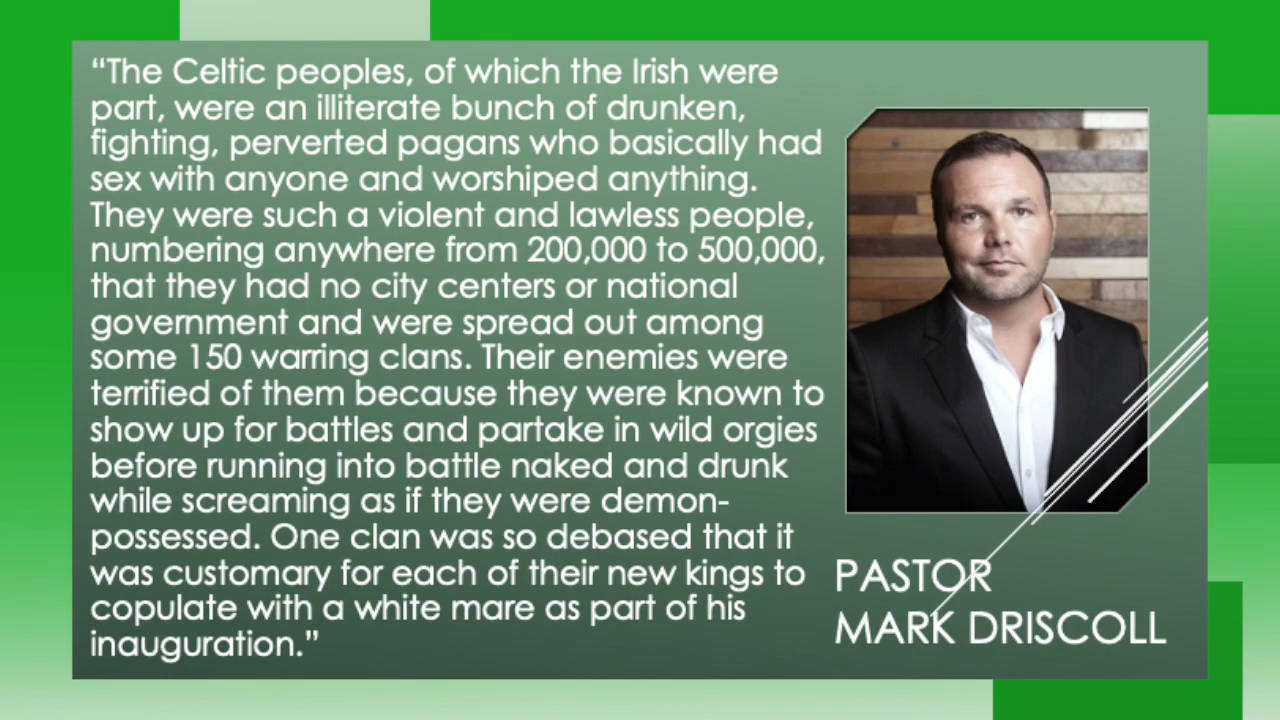 “The Celtic peoples, of which the Irish were
part, were an illiterate bunch of drunken,
fighting, perverted pagans who basically had
sex with anyone and worshiped anything.
They were such a violent and lawless people,
numbering anywhere from 200,000 to 500,000,
that they had no city centers or national
government and were spread out among
some 150 warring clans. Their enemies were
terrified of them because they were known to
show up for battles and partake in wild orgies
before running into battle naked and drunk
while screaming as if they were demon-
possessed. One clan was so debased that it
was customary for each of their new kings to
copulate with a white mare as part of his
inauguration.”
PASTOR
MARK DRISCOLL